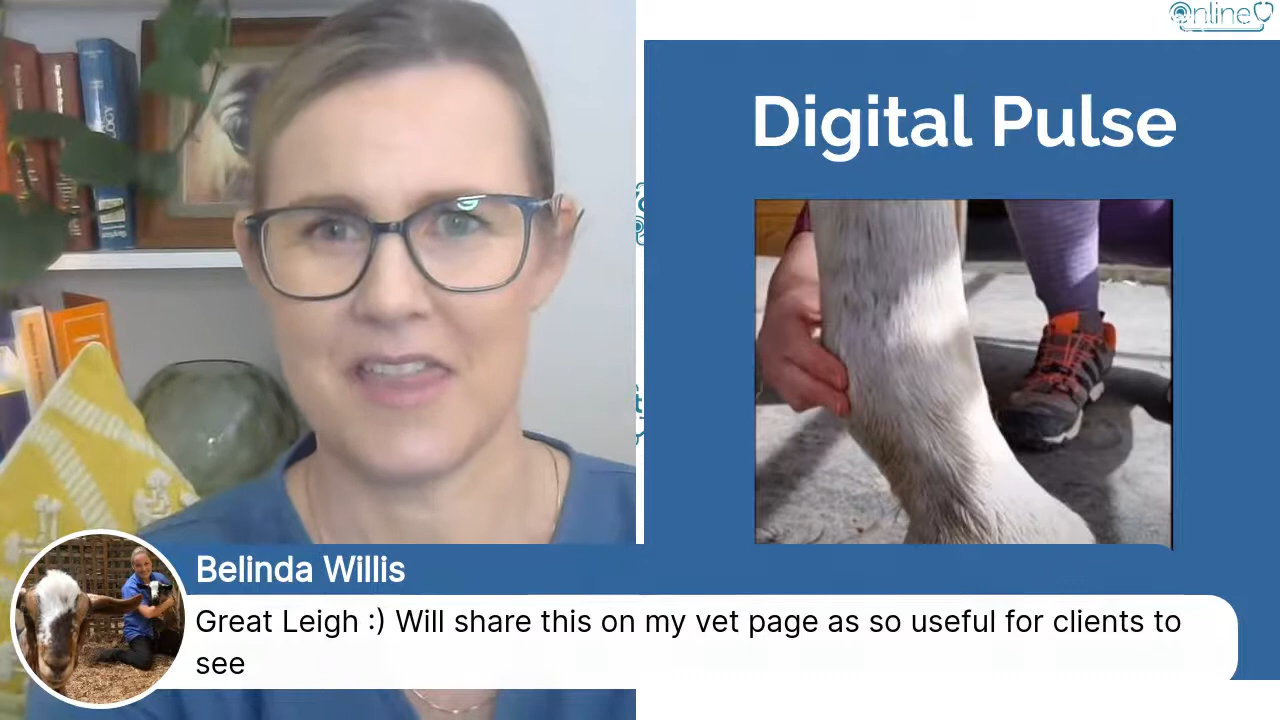 Online
Digital Pulse
Belinda Willis
Great Leigh :) Will share this on my vet page as so useful for clients to
see